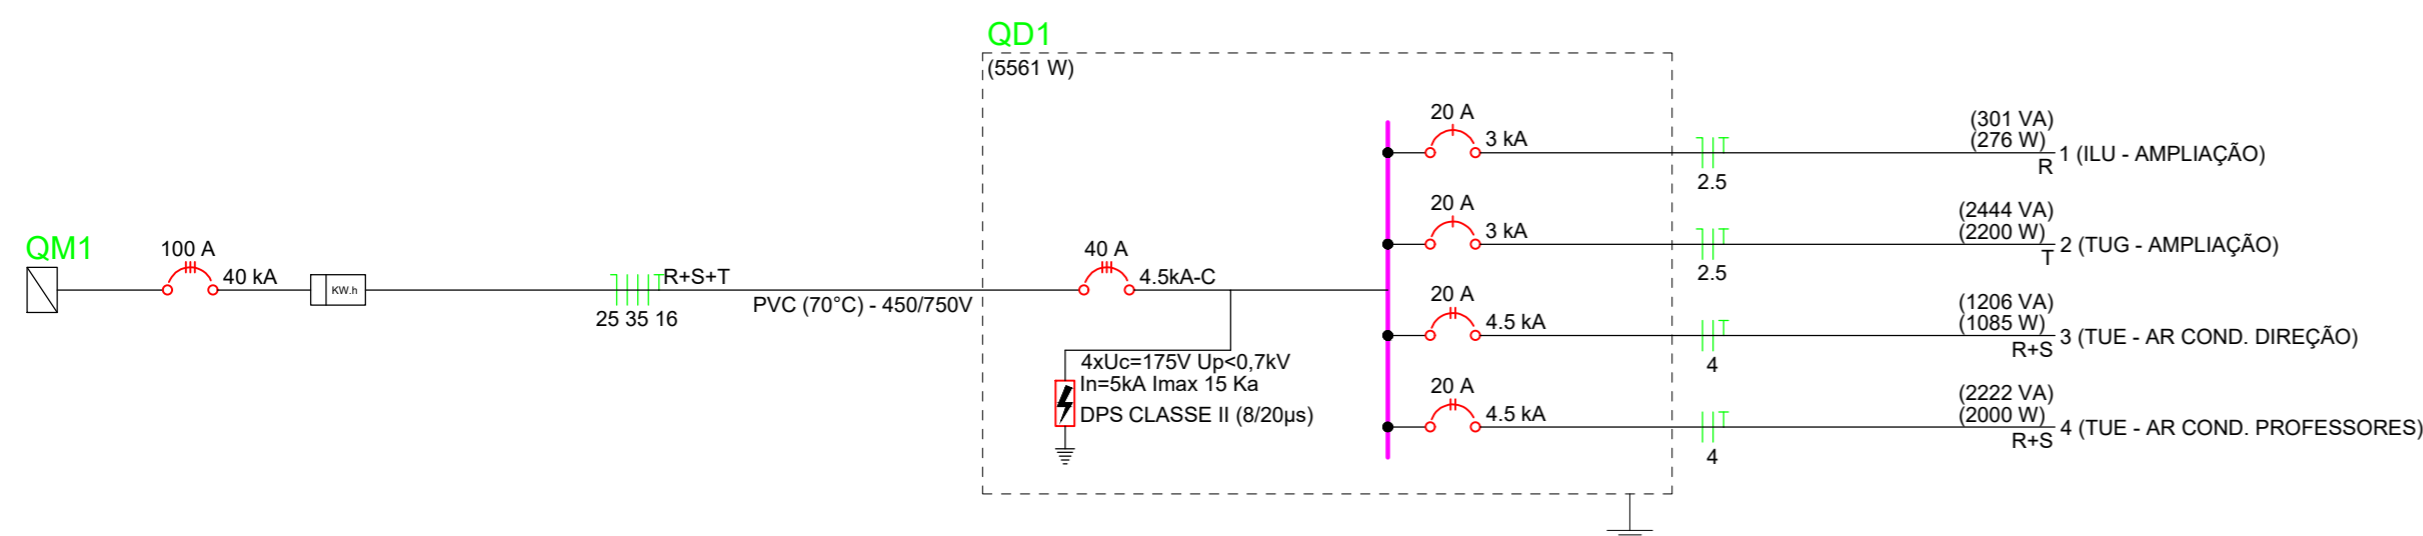 QD1
(5561 W)
QM1
100 A
40 kA
KW.h
R+S+T
25 35 16
PVC (70°C) - 450/750V
40 A
4.5kA-C
4xUc=175V Up<0,7kV
In=5kA Imax 15 Ka
DPS CLASSE II (8/20µs)
20 A
3 kA
2.5
(301 VA)
(276 W)
R
1 (ILU - AMPLIAÇÃO)
20 A
3 kA
2.5
(2444 VA)
(2200 W)
T
2 (TUG - AMPLIAÇÃO)
20 A
4.5 kA
4
(1206 VA)
(1085 W)
R+S
3 (TUE - AR COND. DIREÇÃO)
20 A
4.5 kA
4
(2222 VA)
(2000 W)
R+S
4 (TUE - AR COND. PROFESSORES)